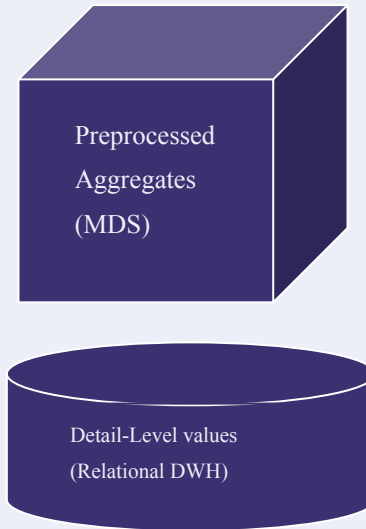 Preprocessed
Aggregates
(MDS)
Detail-Level values
(Relational DWH)